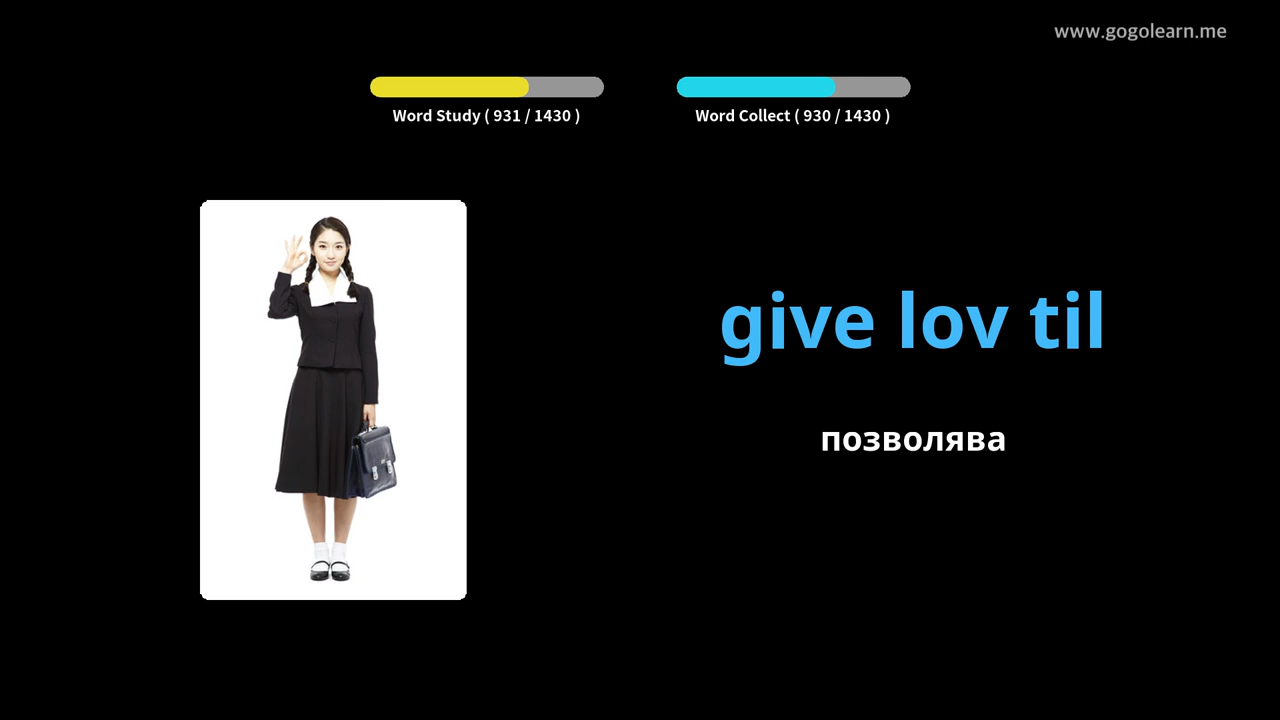 www.gogolearn.me
Word Study ( 931 / 1430 )
Word Collect ( 930 / 1430 )
give lov til
позволява